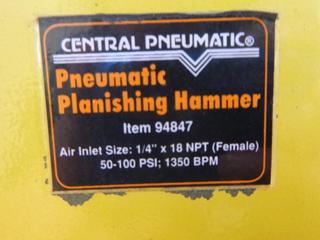 CENTRAL PNEUMATIC®
Pneumatic
Planishing Hammer
Item 94847
Air Inlet Size: 1/4" x 18 NPT (Female)
50-100 PSI; 1350 BPM